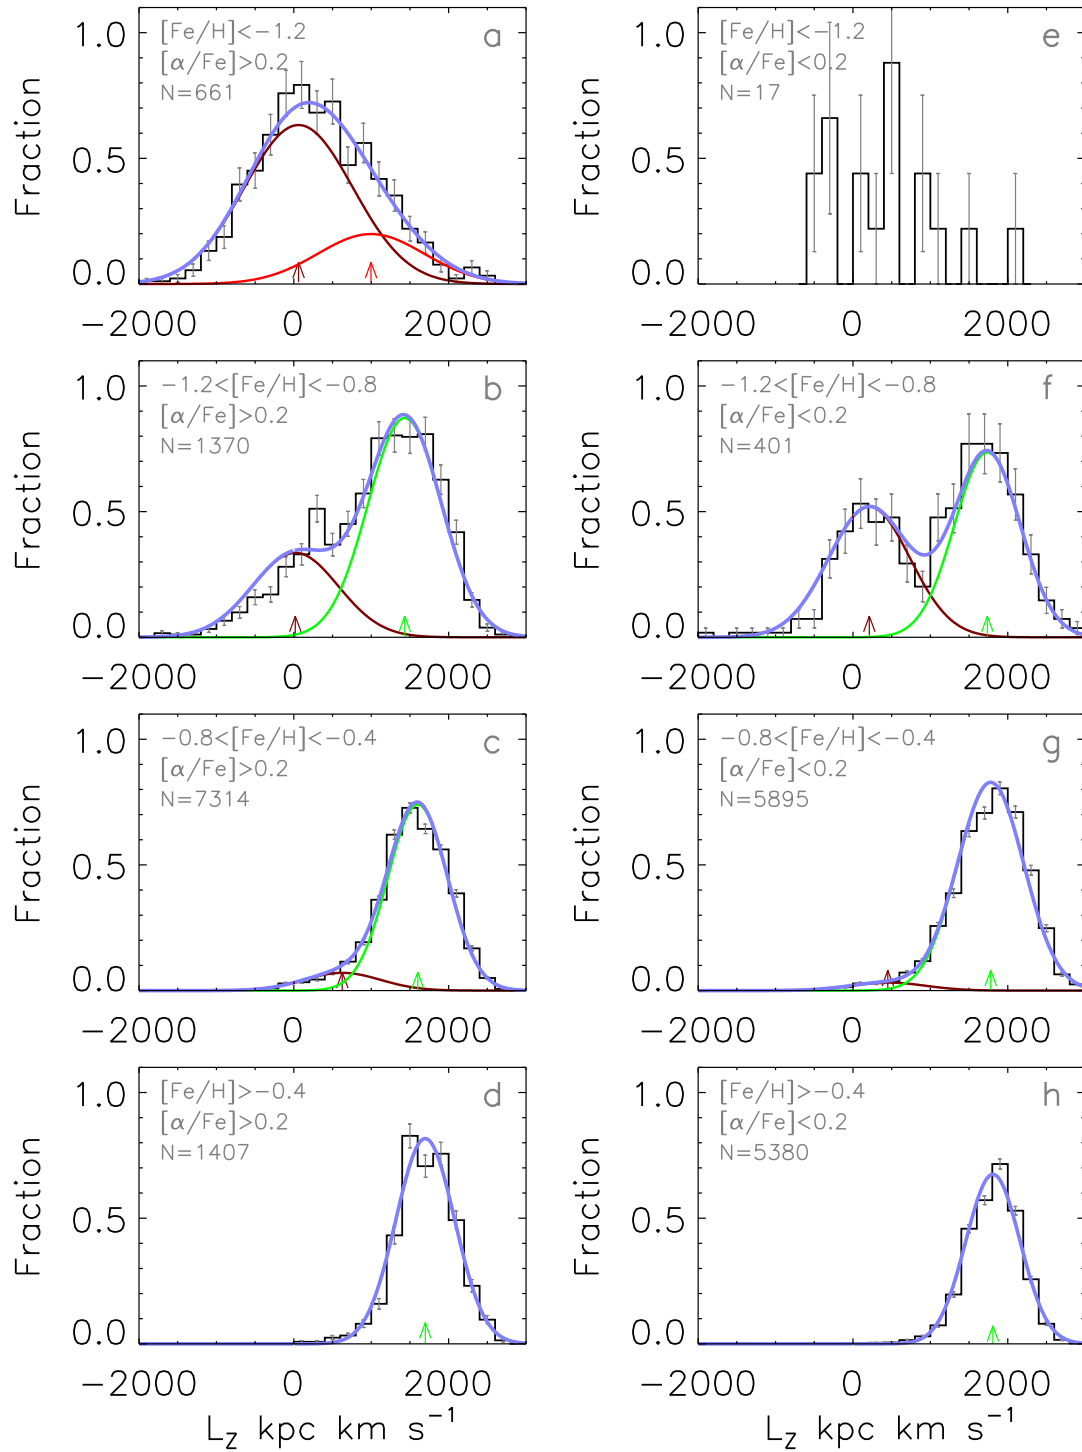 1.0
0.5
0.0
Fraction
[Fe/H]<−1.2
[α/Fe]>0.2
N=661
a
−2000 0 2000
1.0
0.5
0.0
Fraction
[Fe/H]<−1.2
[α/Fe]<0.2
N=17
e
−2000 0 2000
1.0
0.5
0.0
Fraction
−1.2<[Fe/H]<−0.8
[α/Fe]>0.2
N=1370
b
−2000 0 2000
1.0
0.5
0.0
Fraction
−1.2<[Fe/H]<−0.8
[α/Fe]<0.2
N=401
f
−2000 0 2000
1.0
0.5
0.0
Fraction
−0.8<[Fe/H]<−0.4
[α/Fe]>0.2
N=7314
c
−2000 0 2000
1.0
0.5
0.0
Fraction
−0.8<[Fe/H]<−0.4
[α/Fe]<0.2
N=5895
g
−2000 0 2000
1.0
0.5
0.0
Fraction
[Fe/H]>−0.4
[α/Fe]>0.2
N=1407
d
−2000 0 2000
L_Z kpc km s⁻¹
1.0
0.5
0.0
Fraction
[Fe/H]>−0.4
[α/Fe]<0.2
N=5380
h
−2000 0 2000
L_Z kpc km s⁻¹